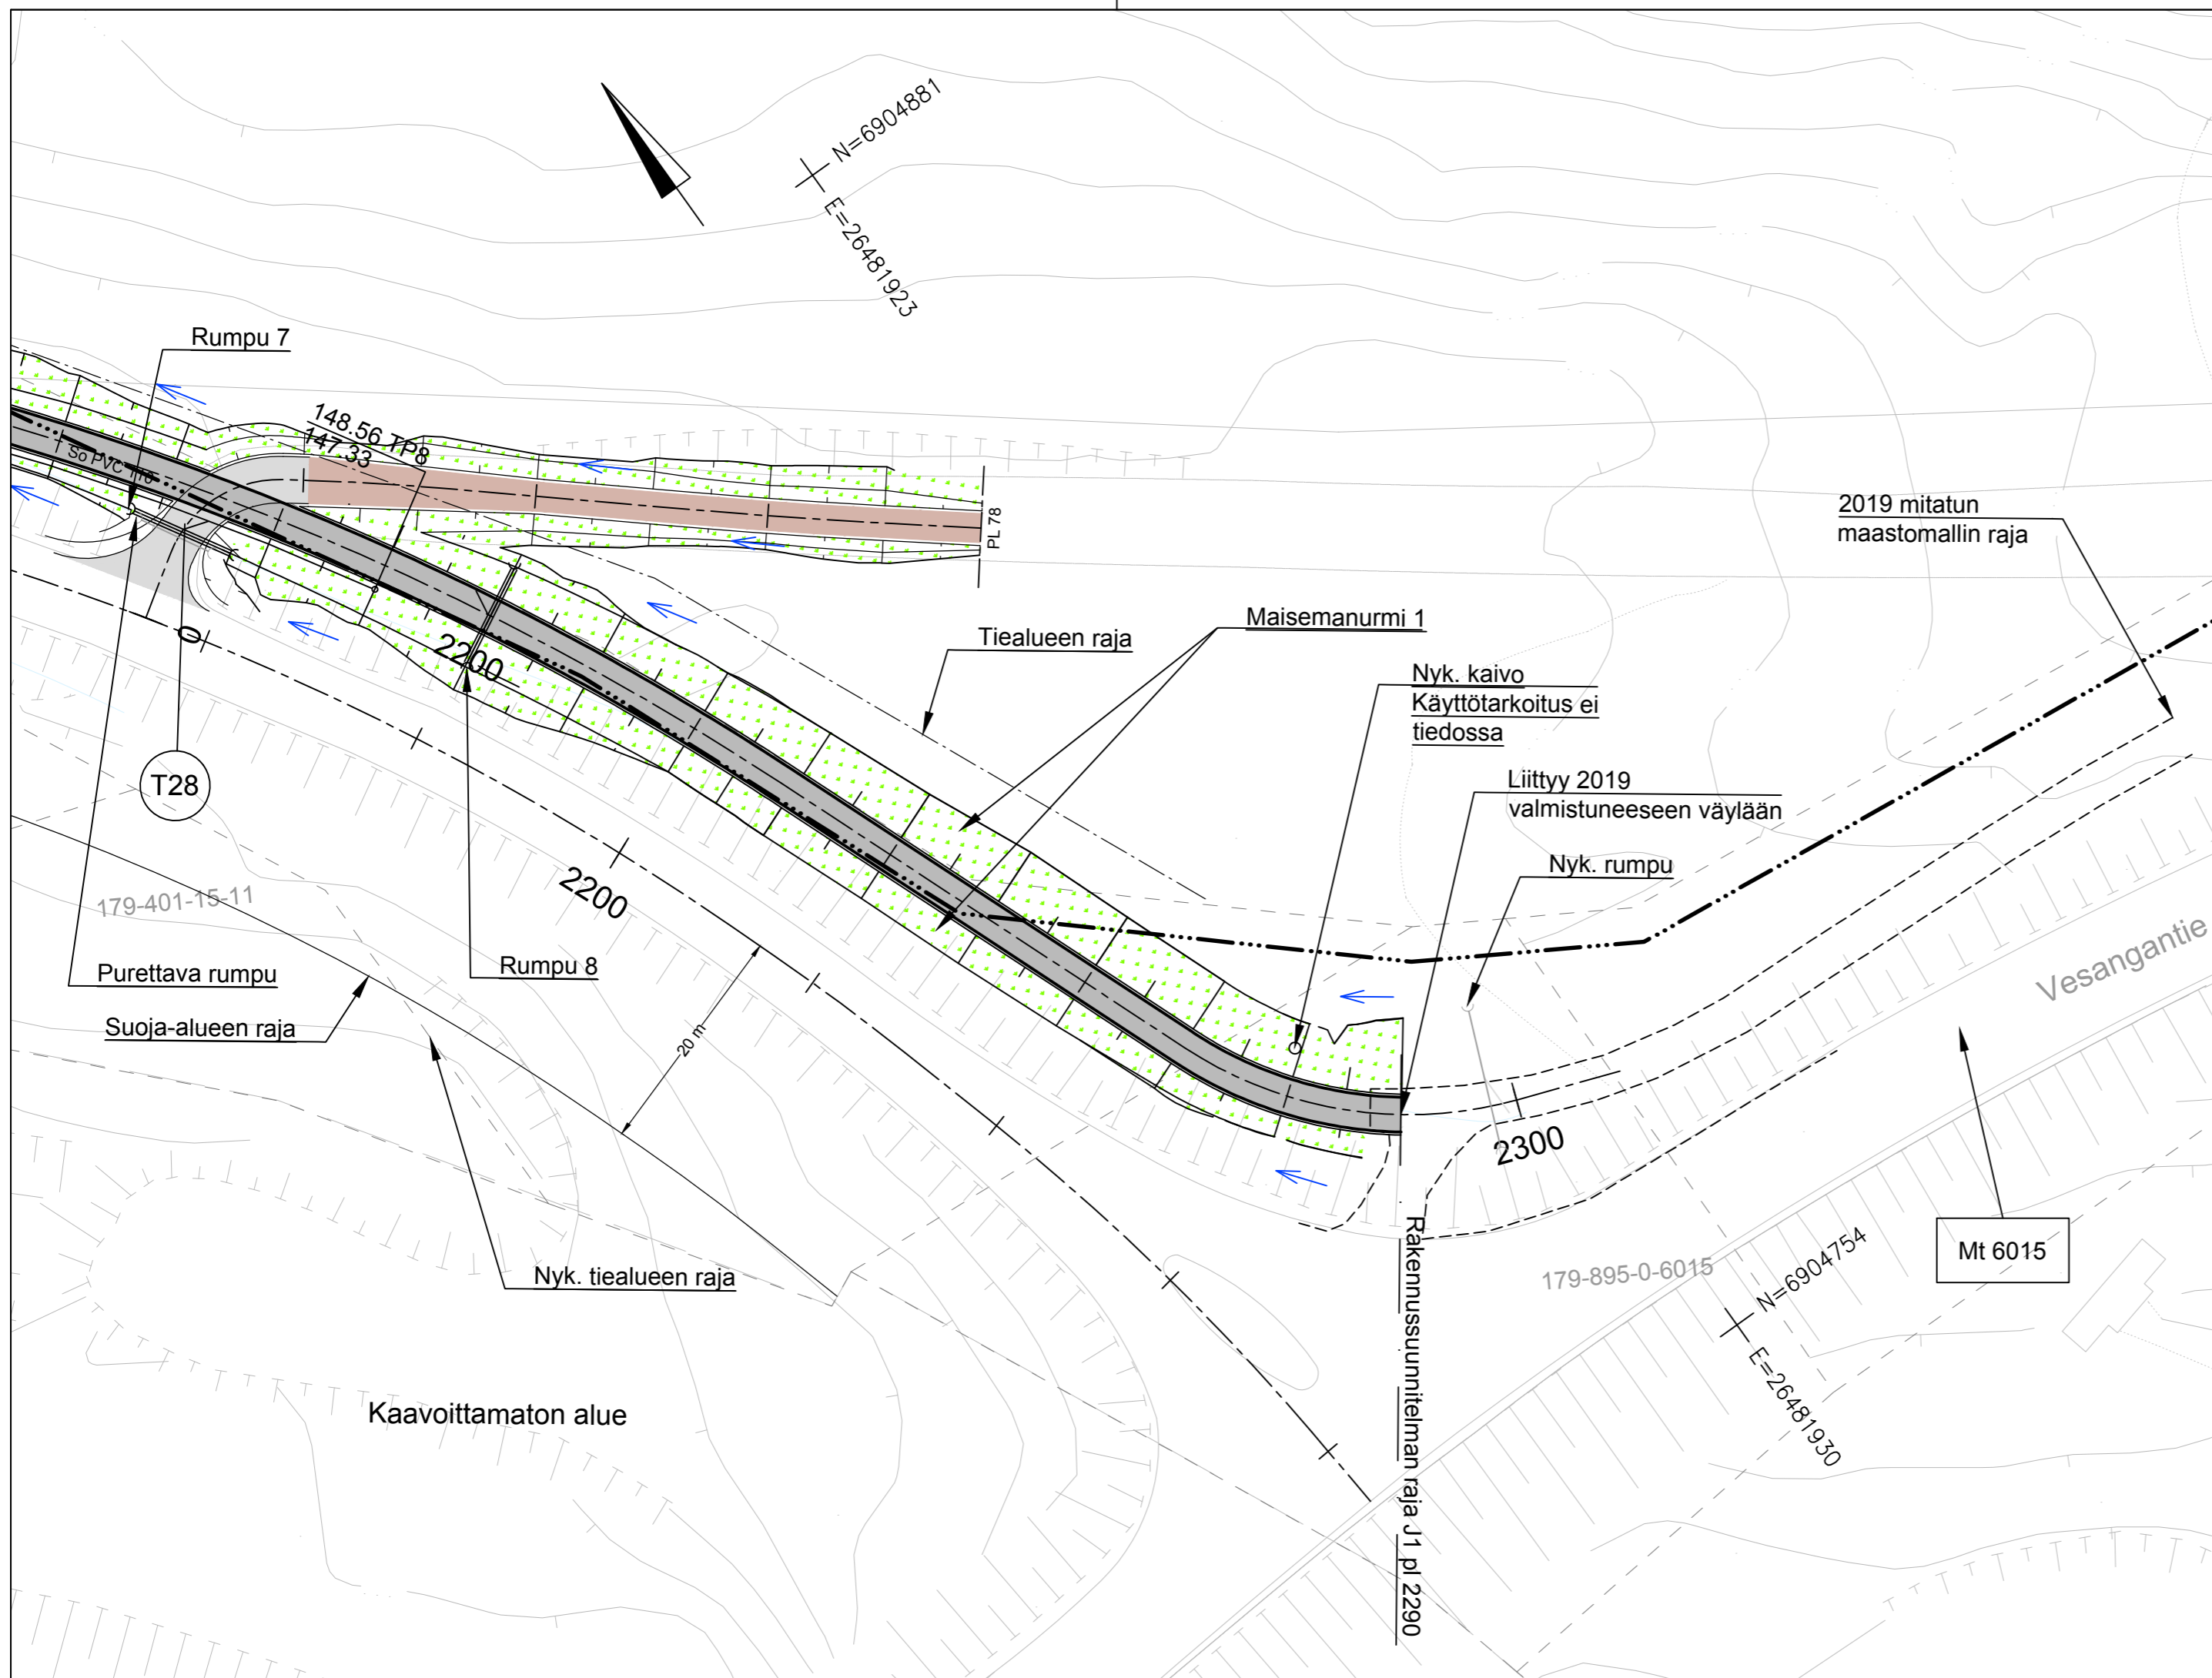 N=6904881
E=26481923
Rumpu 7
148.56 TP8
147.33
So PVC 110
PL 78
2019 mitatun
maastomallin raja
Maisemanurmi 1
Tiealueen raja
0
2200
Nyk. kaivo
Käyttötarkoitus ei
tiedossa
T28
Liittyy 2019
valmistuneeseen väylään
Nyk. rumpu
2200
179-401-15-11
Purettava rumpu
Rumpu 8
Vesangantie
Suoja-alueen raja
20 m
2300
Nyk. tiealueen raja
179-895-0-6015
N=6904754
E=26481930
Mt 6015
Rakennussuunnitelman raja J1 pl 2290
Kaavoittamaton alue